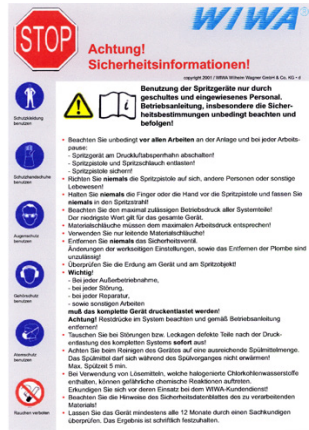 STOP
WIWA®
Achtung!
Sicherheitsinformationen!
copyright 2001 / WIWA Wilhelm Wagner GmbH & Co. KG • d
Benutzung der Spritzgeräte nur durch
geschultes und eingewiesenes Personal.
Betriebsanleitung, insbesondere die Sicher-
heitsbestimmungen unbedingt beachten und
befolgen!
Schutzkleidung
benutzen
Schutzhandschuhe
benutzen
Augenschutz
benutzen
Gehörschutz
benutzen
Atemschutz
benutzen
Rauchen verboten
• Beachten Sie unbedingt vor allen Arbeiten an der Anlage und bei jeder Arbeits-
pause:
- Spritzgerät am Druckluftabsperrhahn abschalten!
- Spritzpistole und Spritzschlauch entlasten!
- Spritzpistole sichern!
• Richten Sie niemals die Spritzpistole auf sich, andere Personen oder sonstige
Lebewesen!
• Halten Sie niemals die Finger oder die Hand vor die Spritzpistole und fassen Sie
niemals in den Spritzstrahl!
• Beachten Sie den maximal zulässigen Betriebsdruck aller Systemteile!
Der niedrigste Wert gilt für das gesamte Gerät.
• Materialschläuche müssen dem maximalen Arbeitsdruck entsprechen!
• Verwenden Sie nur leitende Materialschläuche!
• Entfernen Sie niemals das Sicherheitsventil.
Änderungen der werkseitigen Einstellungen, sowie das Entfernen der Plombe sind
unzulässig!
• Überprüfen Sie die Erdung am Gerät und am Spritzobjekt!
• Wichtig!
- Bei jeder Außerbetriebnahme,
- bei jeder Störung,
- bei jeder Reparatur,
- sowie sonstigen Arbeiten
muß das komplette Gerät druckentlastet werden!
Achtung! Restdrücke im System beachten und gemäß Betriebsanleitung
entfernen!
• Tauschen Sie bei Störungen bzw. Leckagen defekte Teile nach der Druck-
entlastung des kompletten Systems sofort aus!
• Achten Sie beim Reinigen des Gerätes auf eine ausreichende Spülmittelmenge.
Das Spülmittel darf sich während des Spülvorganges nicht erwärmen!
Max. Spülzeit 5 min.
• Bei Verwendung von Lösemitteln, welche halogenierte Chlorkohlenwasserstoffe
enthalten, können gefährliche chemische Reaktionen auftreten.
Erkundigen Sie sich vor deren Einsatz bei dem WIWA-Kundendienst!
• Beachten Sie die Hinweise des Sicherheitsdatenblattes des zu verarbeitenden
Materials!
• Lassen Sie das Gerät mindestens alle 12 Monate durch einen Sachkundigen
überprüfen. Das Ergebnis ist schriftlich festzuhalten.